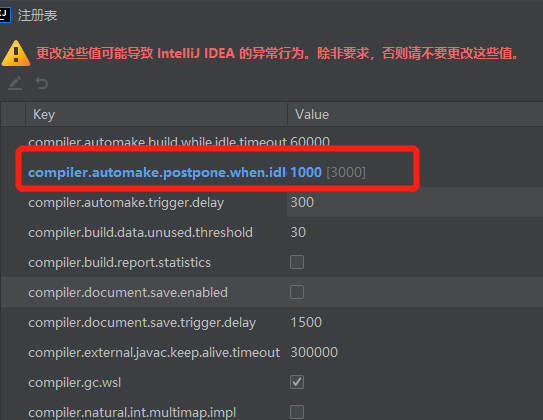 注册表
更改这些值可能导致 IntelliJ IDEA 的异常行为。除非要求，否则请不要更改这些值。
Key Value
compiler.automake.build.while.idle.timeout 60000
compiler.automake.postpone.when.idl 1000 [3000]
compiler.automake.trigger.delay 300
compiler.build.data.unused.threshold 30
compiler.build.report.statistics
compiler.document.save.enabled
compiler.document.save.trigger.delay 1500
compiler.external.javac.keep.alive.timeout 300000
compiler.gc.wsl
compiler.natural.int.multimap.impl